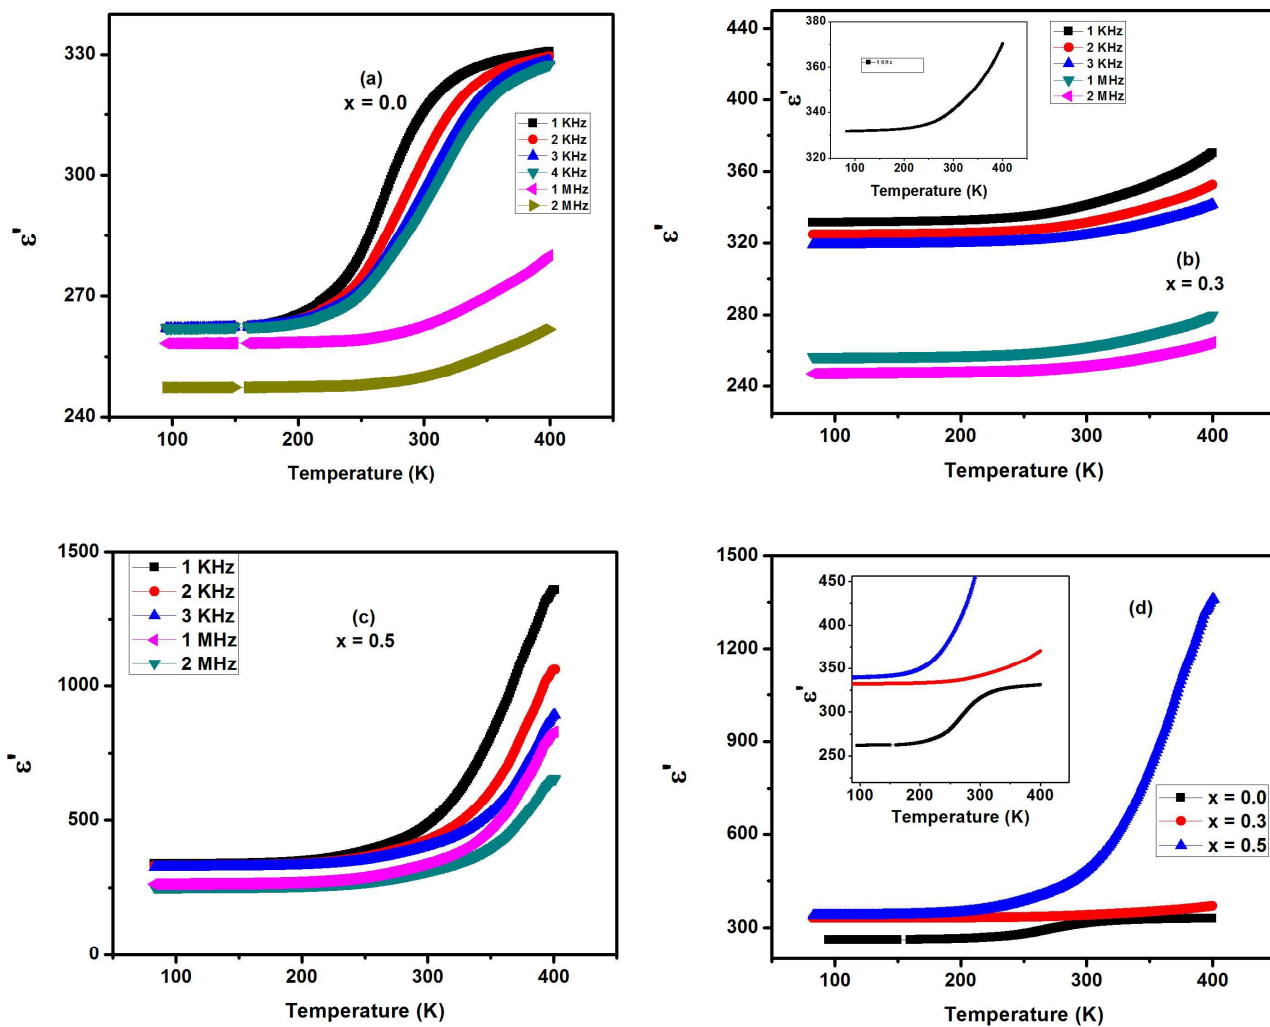 (a)
x = 0.0
330
300
270
240
ε'
100
200
300
400
Temperature (K)
1 KHz
2 KHz
3 KHz
4 KHz
1 MHz
2 MHz
(b)
x = 0.3
440
400
360
320
280
240
ε'
100
200
300
400
Temperature (K)
1 KHz
2 KHz
3 KHz
1 MHz
2 MHz
380
360
340
320
ε'
100
200
300
400
Temperature (K)
1 KHz
(c)
x = 0.5
1500
1000
500
0
ε'
100
200
300
400
Temperature (K)
1 KHz
2 KHz
3 KHz
1 MHz
2 MHz
(d)
1500
1200
900
600
300
ε'
100
200
300
400
Temperature (K)
x = 0.0
x = 0.3
x = 0.5
450
400
350
300
250
ε'
100
200
300
400
Temperature (K)